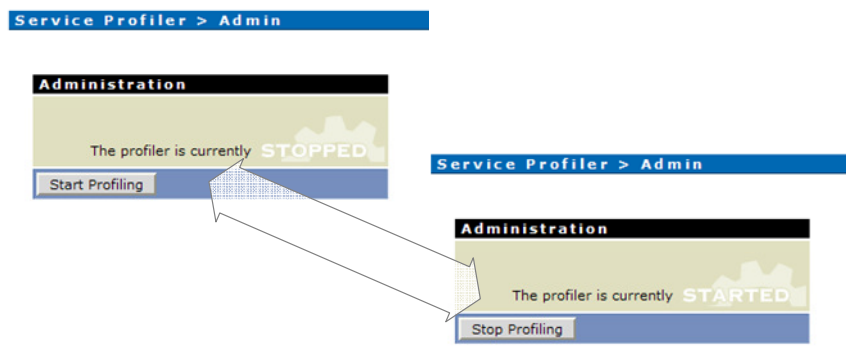 Service Profiler > Admin
Administration
The profiler is currently STOPPED
Start Profiling
Service Profiler > Admin
Administration
The profiler is currently STARTED
Stop Profiling